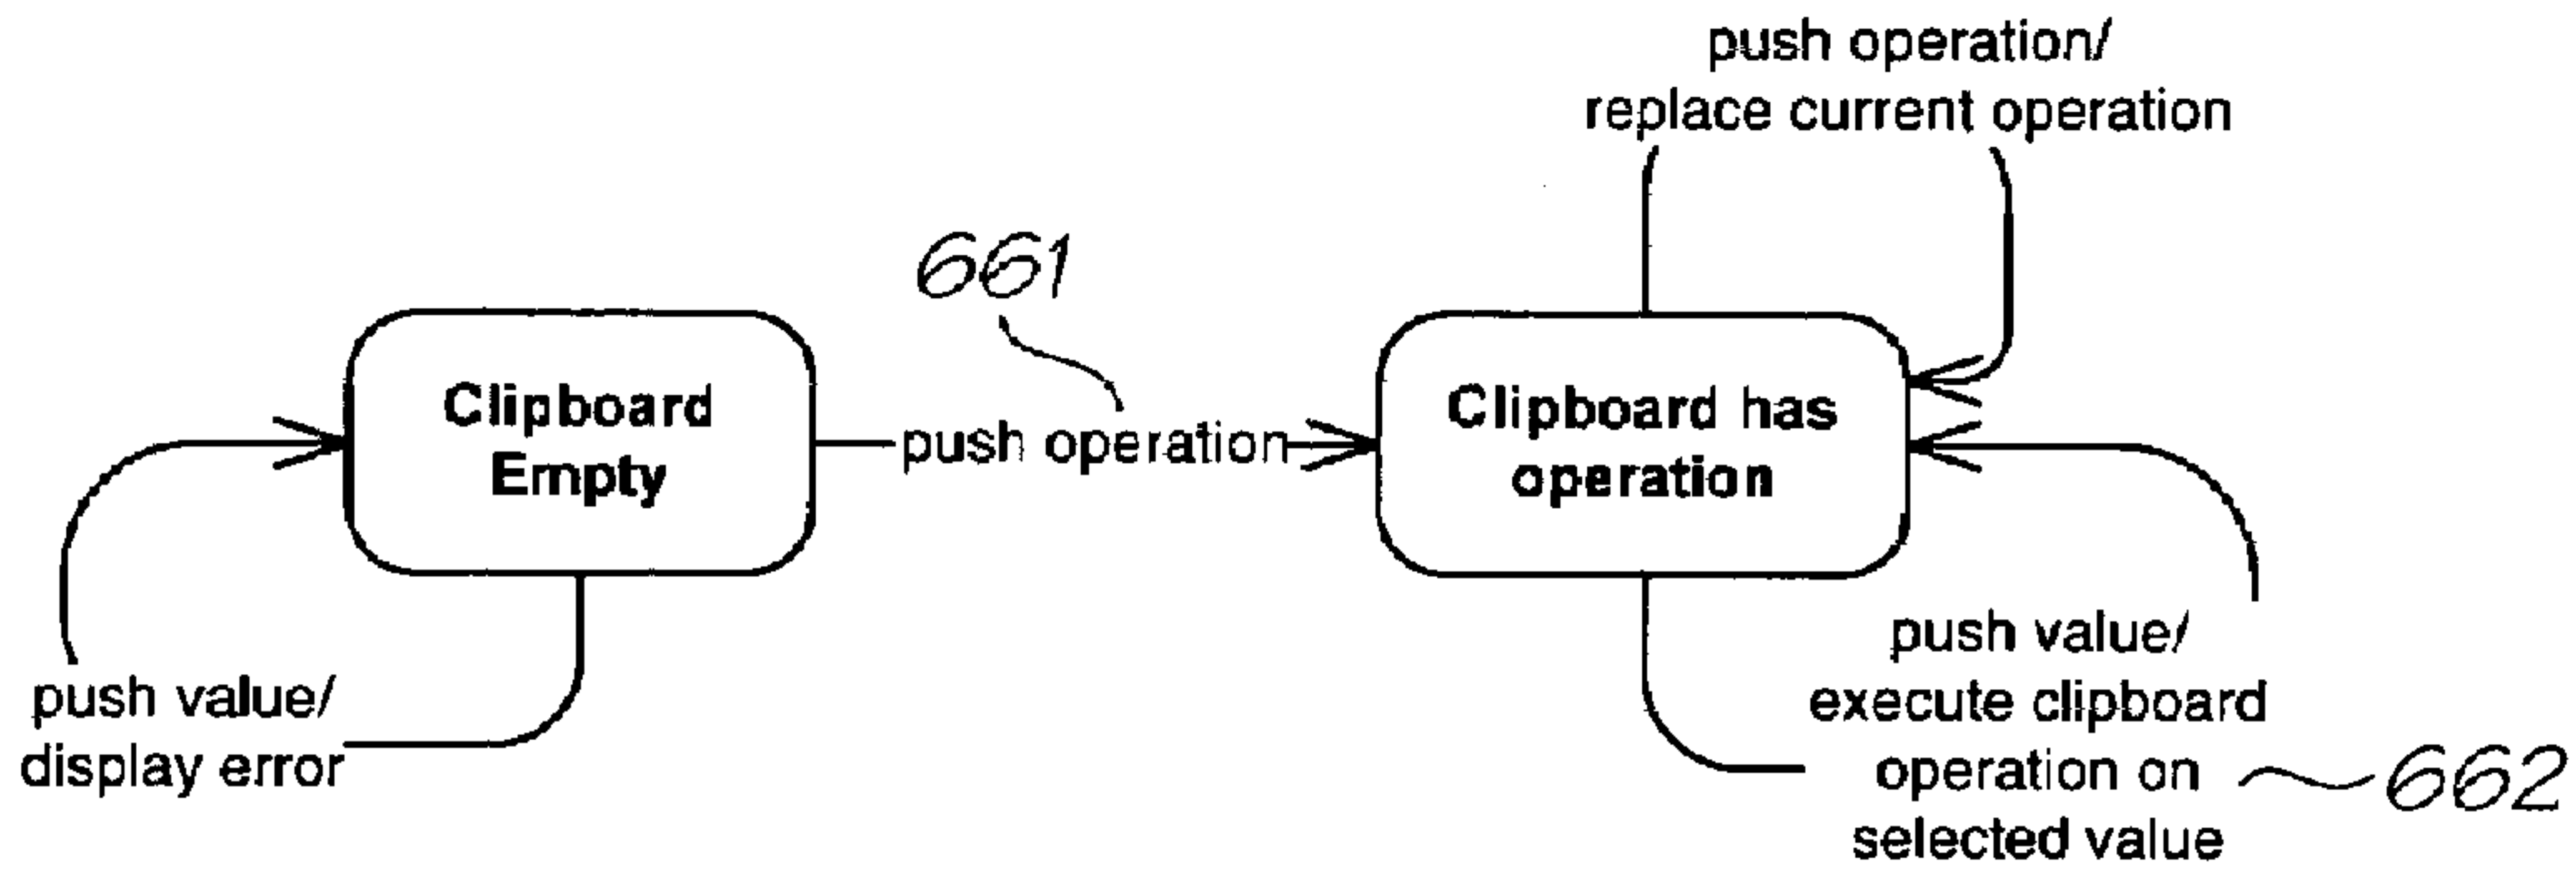 push operation/
replace current operation
661
Clipboard
Empty
push operation
Clipboard has
operation
push value/
display error
push value/
execute clipboard
operation on
selected value
662